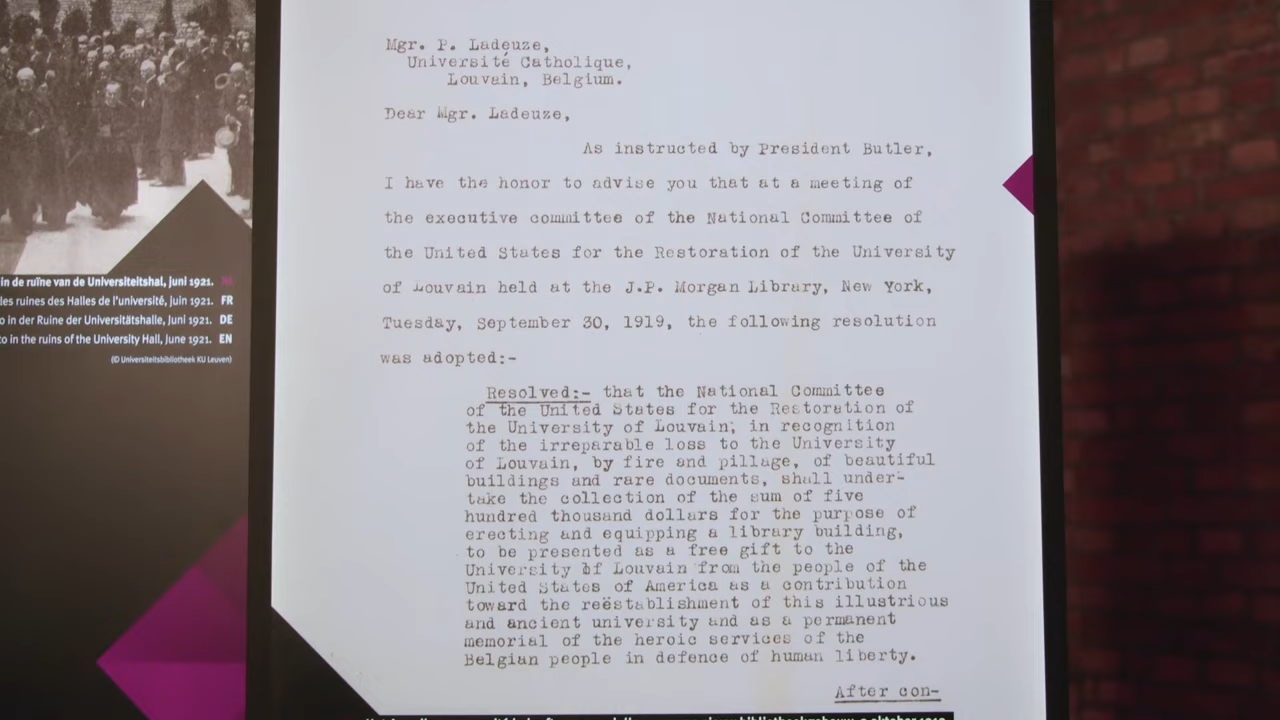 in de ruïne van de Universiteitshal, juni 1921. NL
les ruines des Halles de l'université, juin 1921. FR
o in der Ruine der Universitätshalle, Juni 1921. DE
to in the ruins of the University Hall, June 1921. EN
(© Universiteitsbibliotheek KU Leuven)
Mgr. P. Ladeuze,
Université Catholique,
Louvain, Belgium.
Dear Mgr. Ladeuze,
As instructed by President Butler,
I have the honor to advise you that at a meeting of
the executive committee of the National Committee of
the United States for the Restoration of the University
of Louvain held at the J.P. Morgan Library, New York,
Tuesday, September 30, 1919, the following resolution
was adopted:-
Resolved:- that the National Committee
of the United States for the Restoration of
the University of Louvain, in recognition
of the irreparable loss to the University
of Louvain, by fire and pillage, of beautiful
buildings and rare documents, shall under-
take the collection of the sum of five
hundred thousand dollars for the purpose of
erecting and equipping a library building,
to be presented as a free gift to the
University of Louvain from the people of the
United States of America as a contribution
toward the reëstablishment of this illustrious
and ancient university and as a permanent
memorial of the heroic services of the
Belgian people in defence of human liberty.
After con-